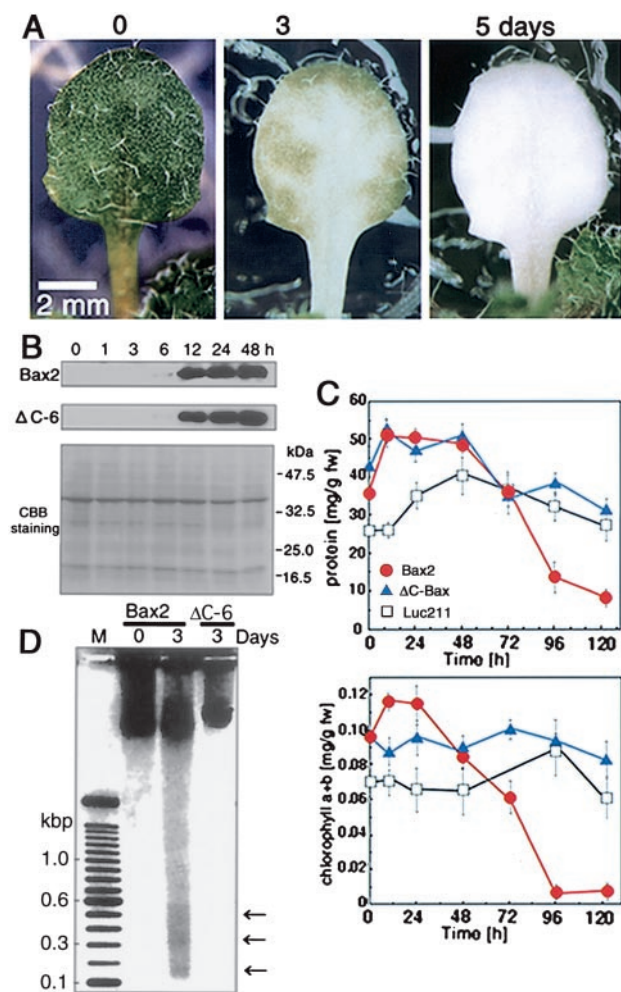 A 0 3 5 days
2 mm
B 0 1 3 6 12 24 48 h
Bax2
ΔC-6
kDa
47.5
CBB
staining
32.5
25.0
16.5
C
60
50
40
30
20
10
0
protein [mg/g fw]
Bax2
ΔC-Bax
Luc211
0 24 48 72 96 120
Time [h]
D Bax2 ΔC-6
M 0 3 3 Days
kbp
1.0
0.6
0.3
0.1
0.12
0.10
0.08
0.06
0.04
0.02
0
chlorophyll a+b [mg/g fw]
0 24 48 72 96 120
Time [h]